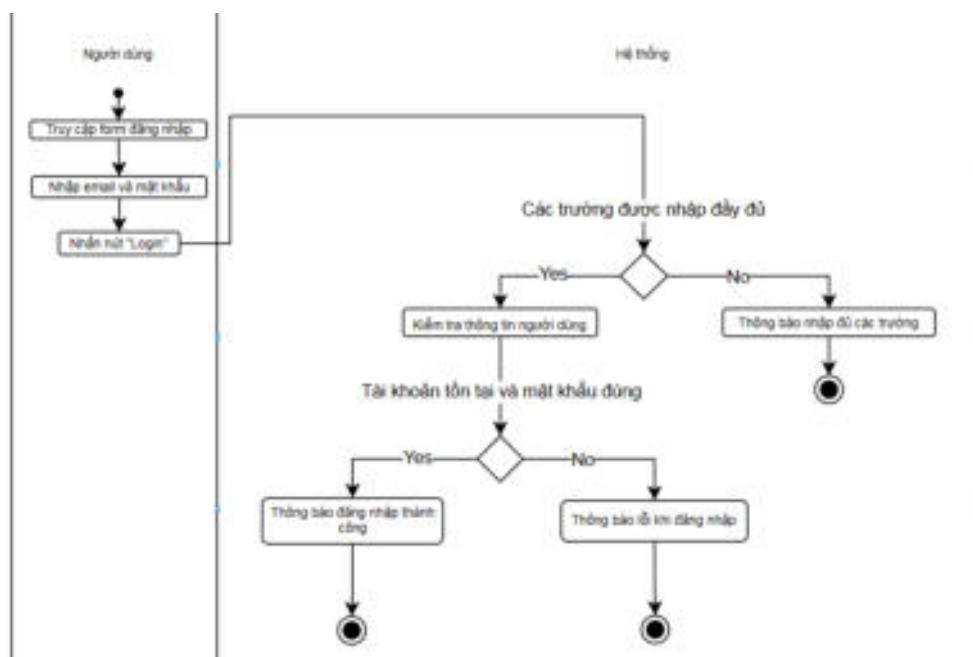 Người dùng
Hệ thống
Truy cập form đăng nhập
Nhập email và mật khẩu
Nhấn nút "Login"
Các trường được nhập đầy đủ
Yes
No
Kiểm tra thông tin người dùng
Thông báo nhập đủ các trường
Tài khoản tồn tại và mật khẩu đúng
Yes
No
Thông báo đăng nhập thành
công
Thông báo lỗi khi đăng nhập